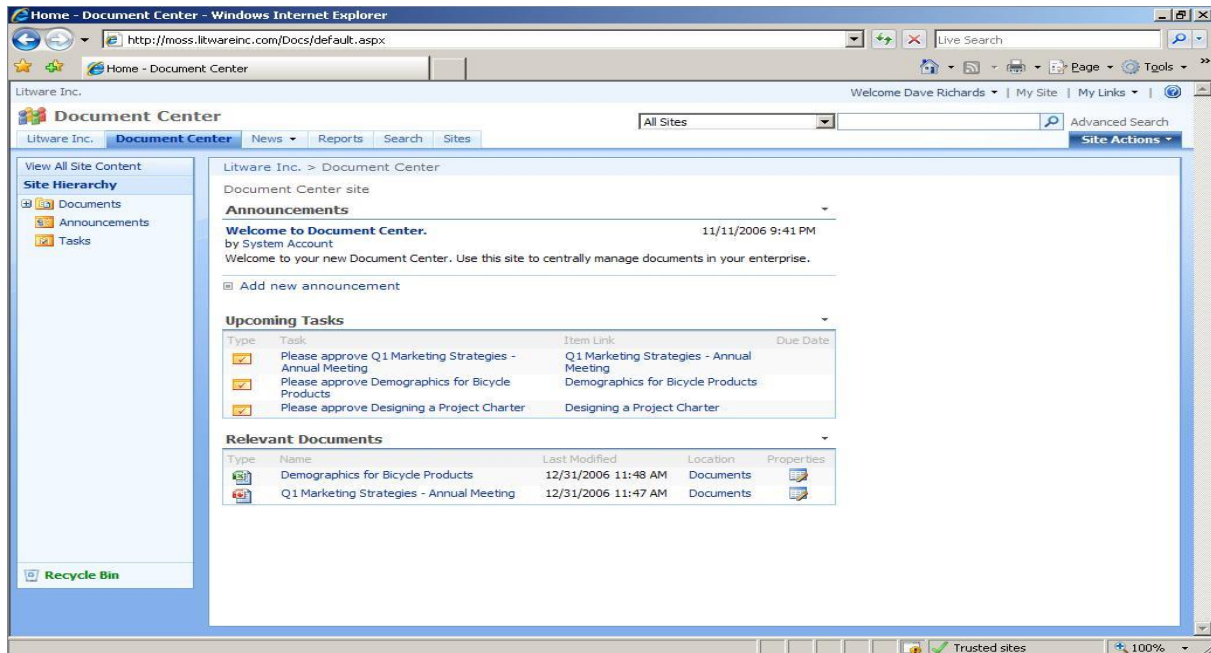 Home - Document Center - Windows Internet Explorer
http://moss.litwareinc.com/Docs/default.aspx
Live Search
Home - Document Center
Page
Tools
Litware Inc.
Welcome Dave Richards
| My Site | My Links |
Document Center
All Sites
Advanced Search
Litware Inc.
Document Center
News
Reports
Search
Sites
Site Actions
View All Site Content
Site Hierarchy
Documents
Announcements
Tasks
Recycle Bin
Litware Inc. > Document Center
Document Center site
Announcements
Welcome to Document Center. 11/11/2006 9:41 PM
by System Account
Welcome to your new Document Center. Use this site to centrally manage documents in your enterprise.
Add new announcement
Upcoming Tasks
Type Task Item Link Due Date
Please approve Q1 Marketing Strategies - Q1 Marketing Strategies - Annual
Annual Meeting Meeting
Please approve Demographics for Bicycle Demographics for Bicycle Products
Products
Please approve Designing a Project Charter Designing a Project Charter
Relevant Documents
Type Name Last Modified Location Properties
Demographics for Bicycle Products 12/31/2006 11:48 AM Documents
Q1 Marketing Strategies - Annual Meeting 12/31/2006 11:47 AM Documents
Trusted sites
100%